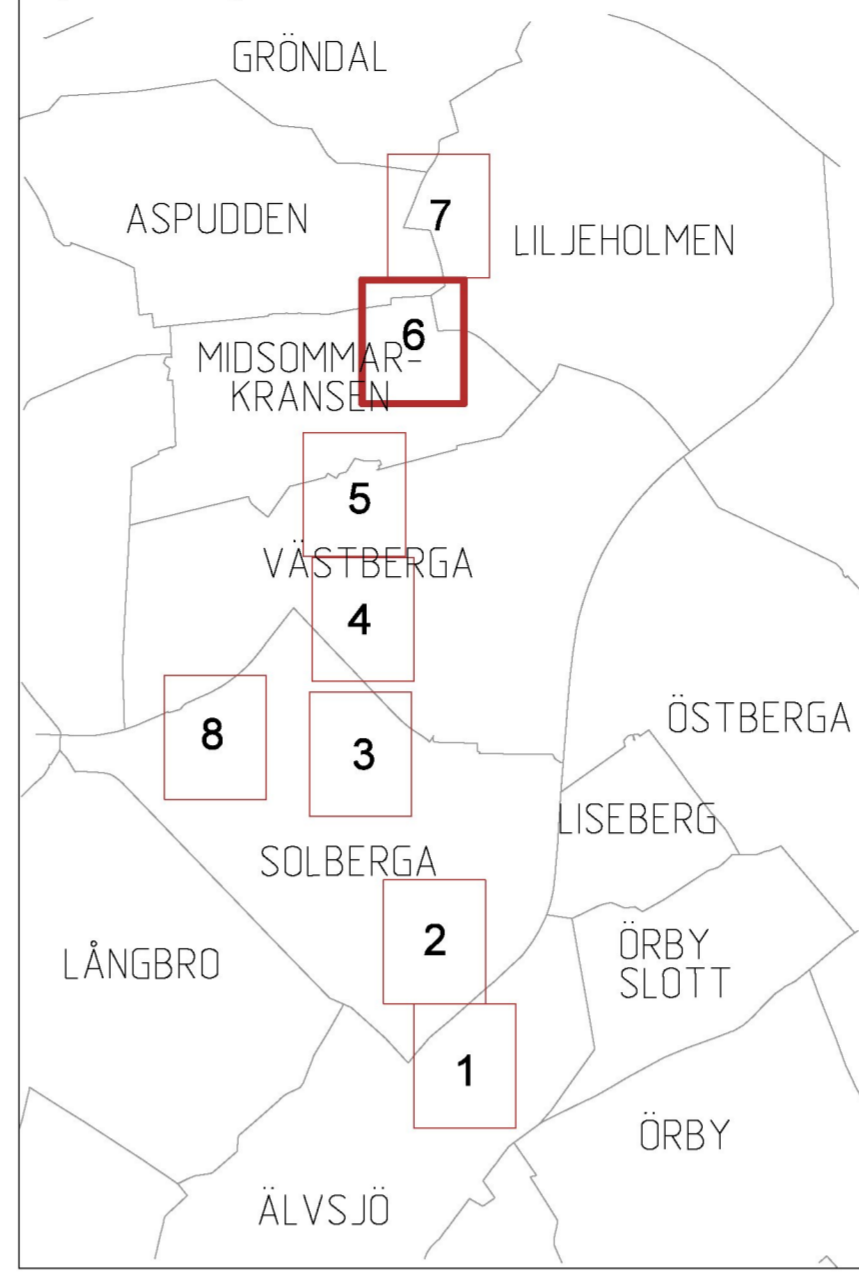 GRÖNDAL
ASPUDDEN
7
LILJEHOLMEN
6
MIDSOMMAR-
KRANSEN
5
VÄSTBERGA
4
8
3
ÖSTBERGA
LISEBERG
SOLBERGA
2
LÅNGBRO
ÖRBY
SLOTT
1
ÖRBY
ÄLVSJÖ